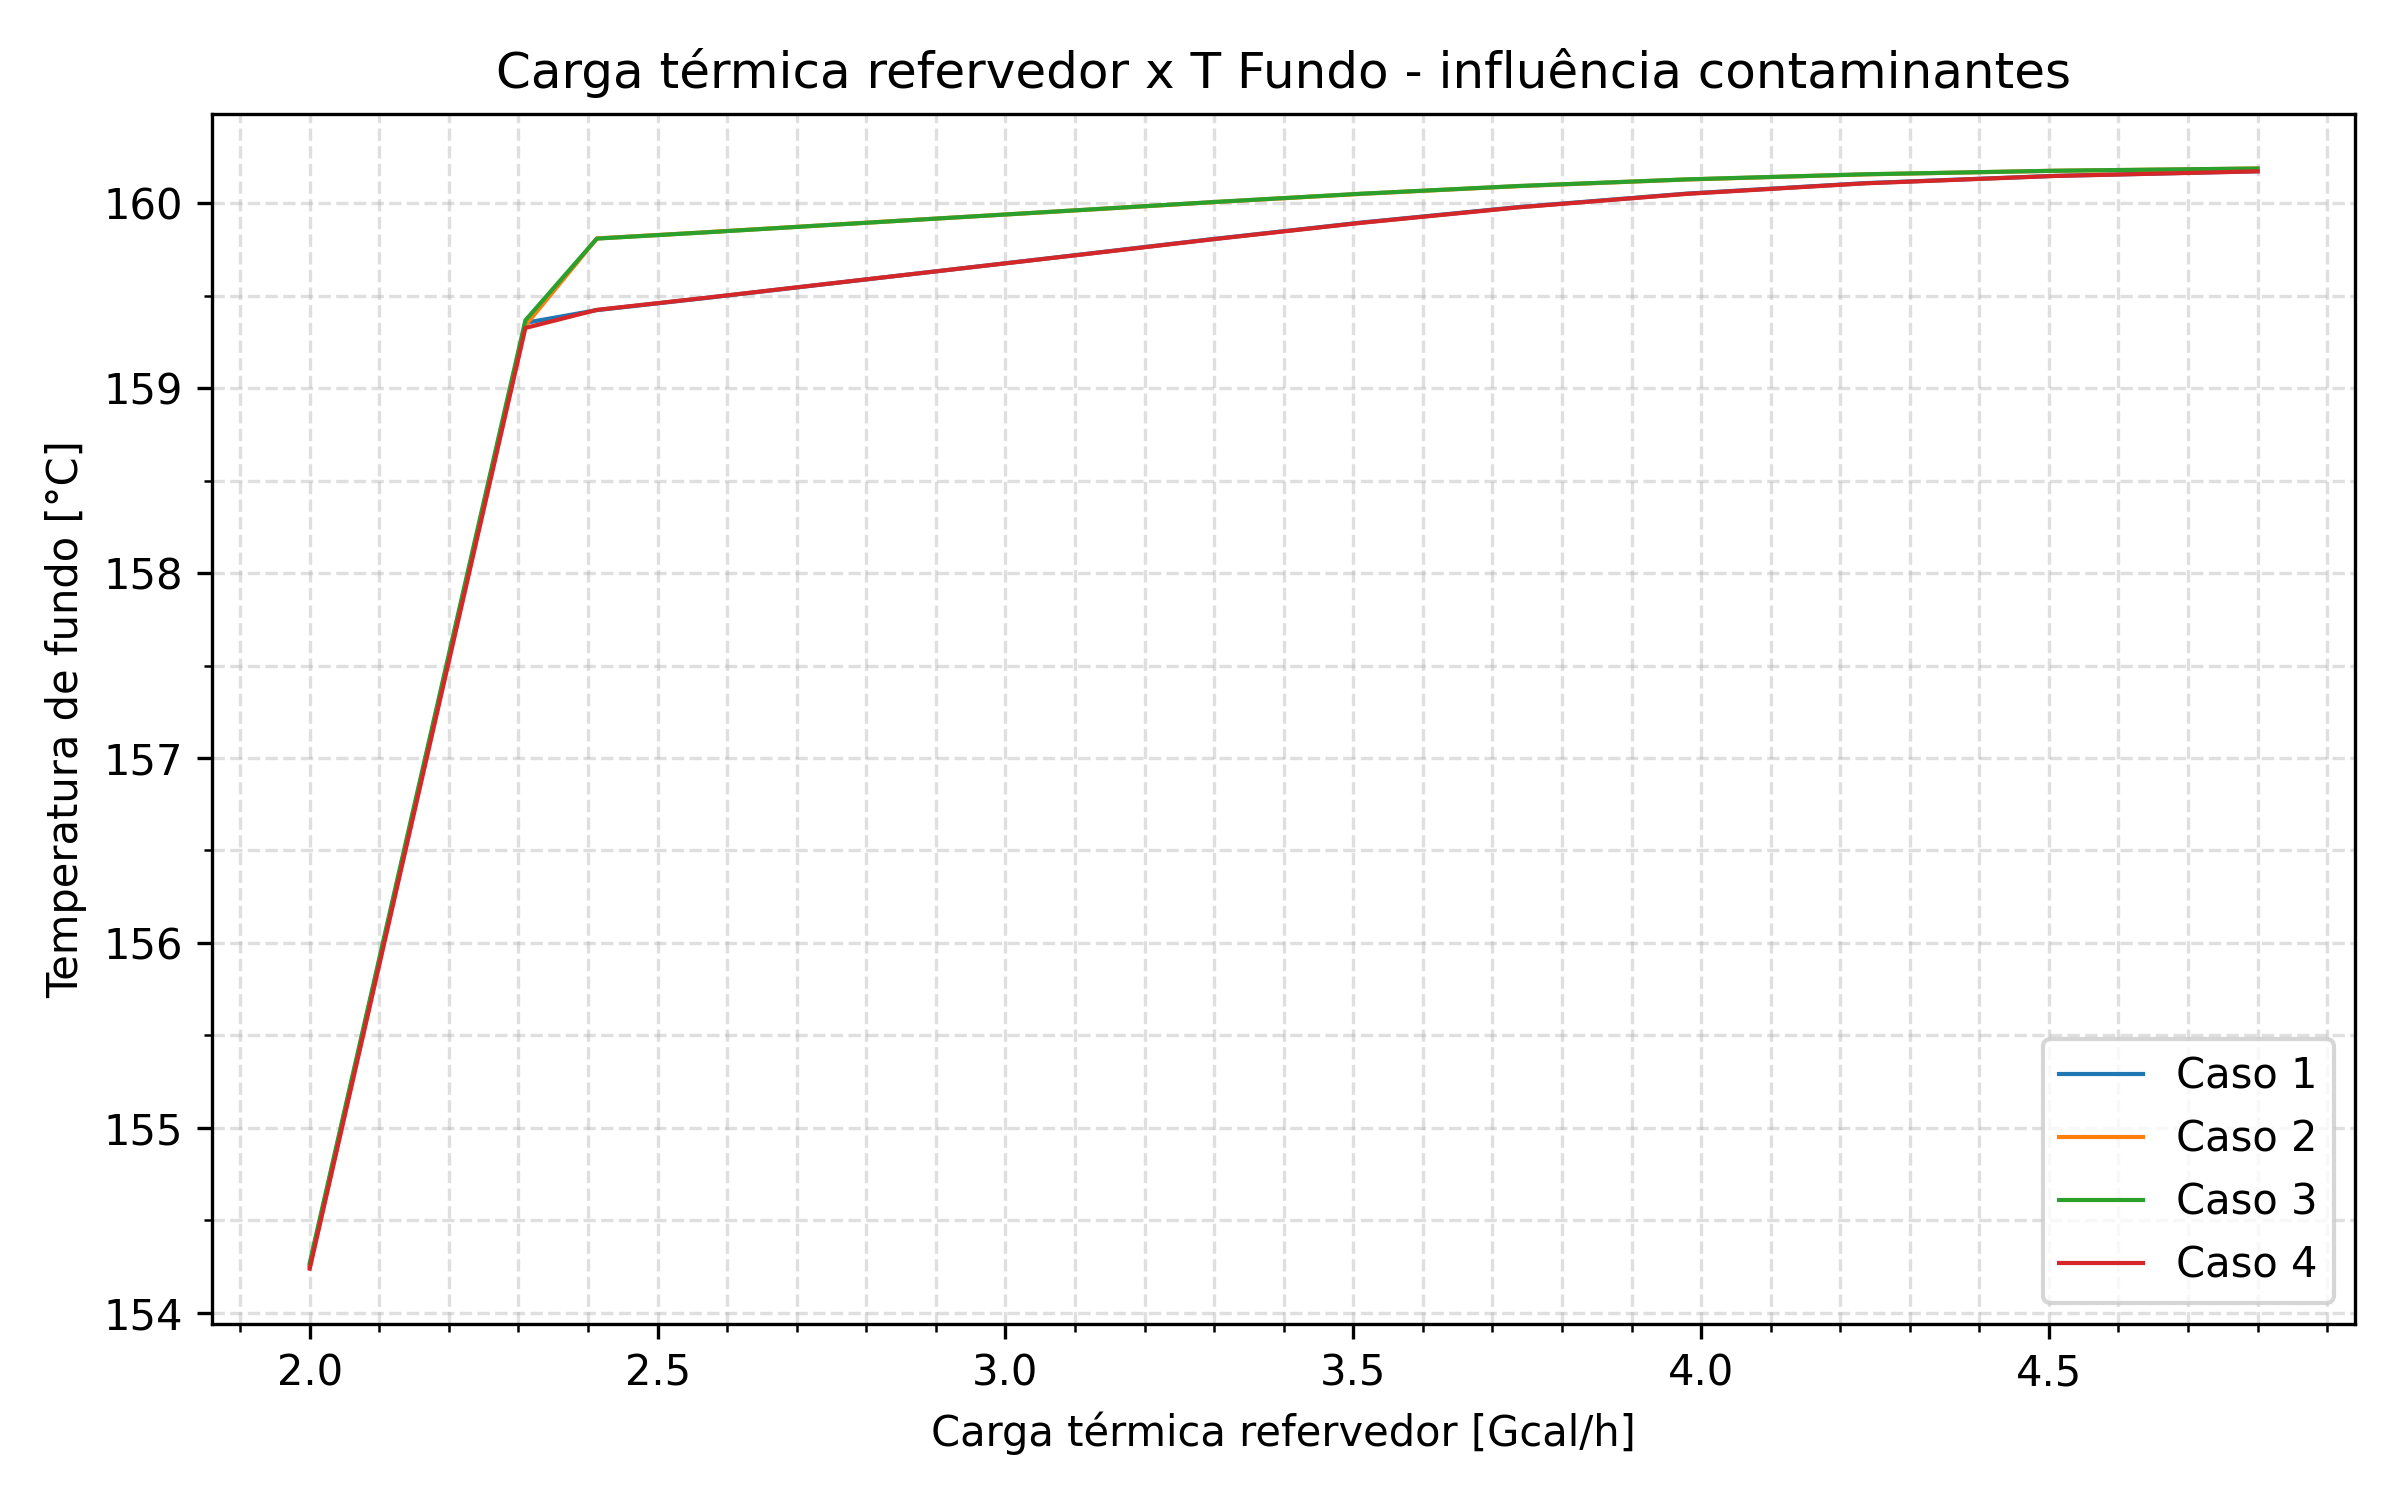 Carga térmica refervedor x T Fundo - influência contaminantes
Temperatura de fundo [°C]
160
159
158
157
156
155
154
Caso 1
Caso 2
Caso 3
Caso 4
2.0 2.5 3.0 3.5 4.0 4.5
Carga térmica refervedor [Gcal/h]